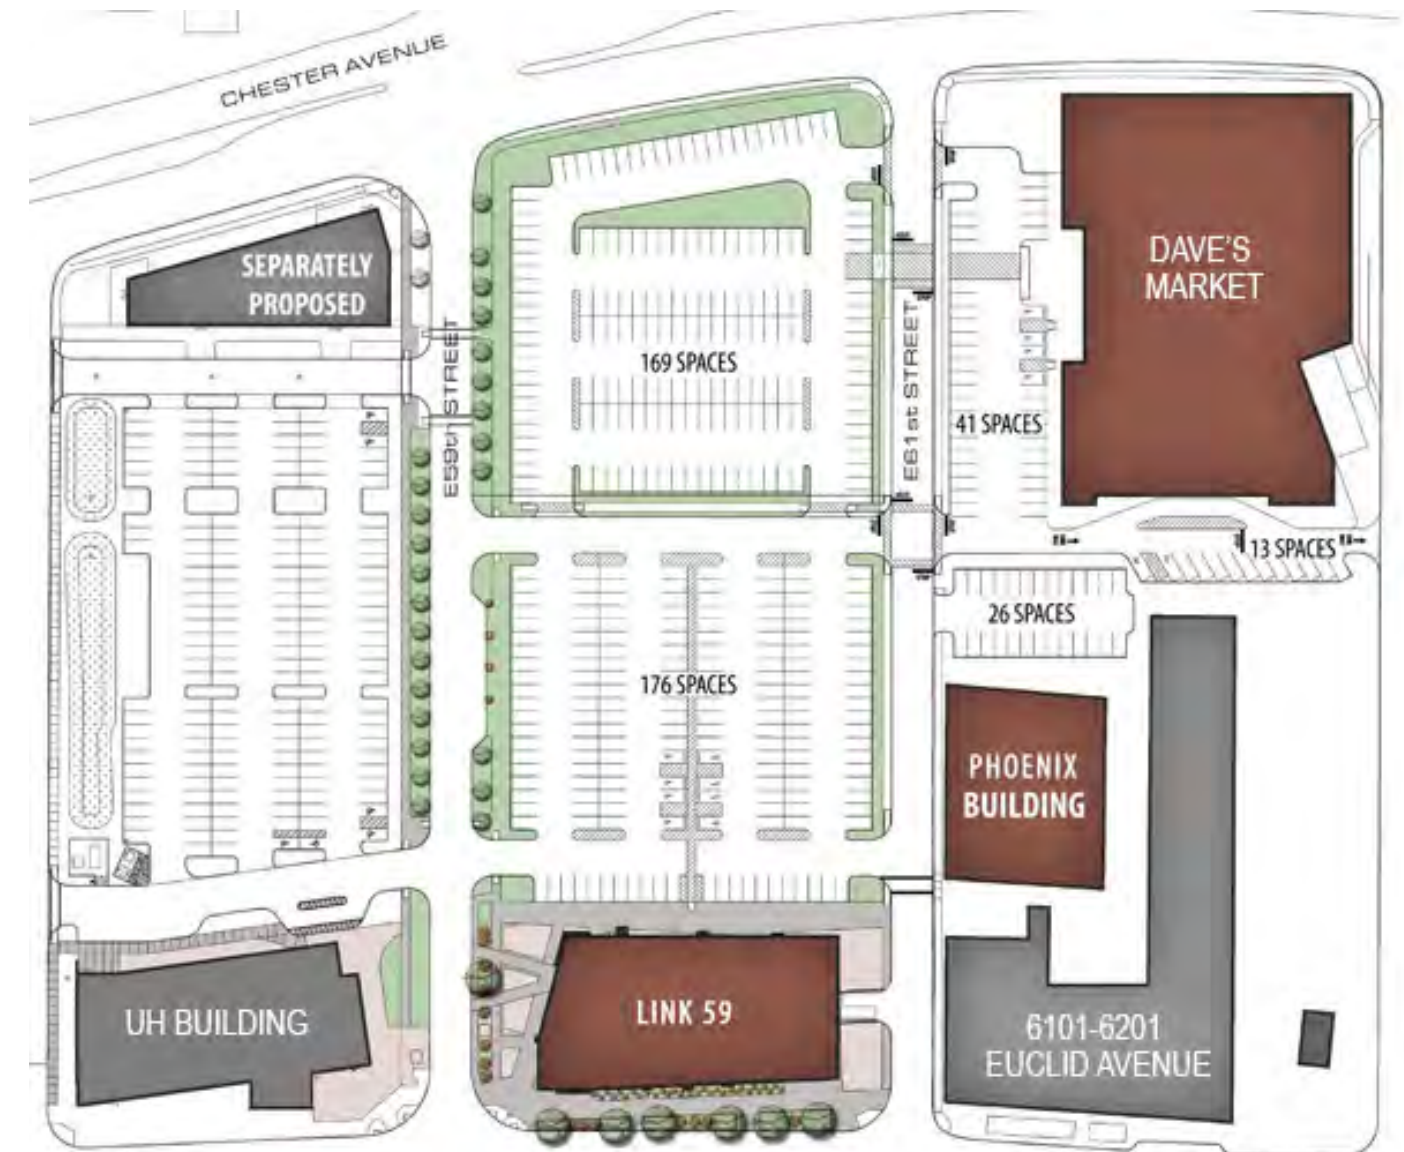 CHESTER AVENUE
SEPARATELY
PROPOSED
DAVE'S
MARKET
E59th STREET
E61st STREET
169 SPACES
41 SPACES
13 SPACES
26 SPACES
176 SPACES
PHOENIX
BUILDING
UH BUILDING
LINK 59
6101-6201
EUCLID AVENUE